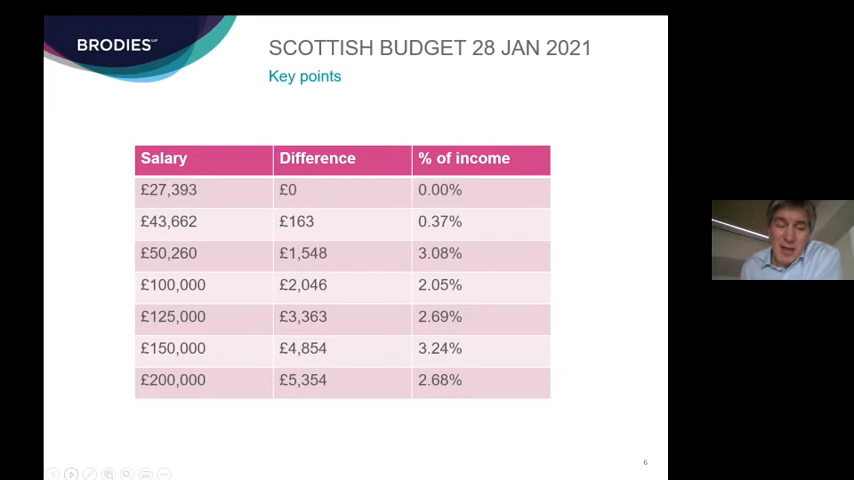 BRODIES LLP
SCOTTISH BUDGET 28 JAN 2021
Key points
Salary Difference % of income
£27,393 £0 0.00%
£43,662 £163 0.37%
£50,260 £1,548 3.08%
£100,000 £2,046 2.05%
£125,000 £3,363 2.69%
£150,000 £4,854 3.24%
£200,000 £5,354 2.68%
6